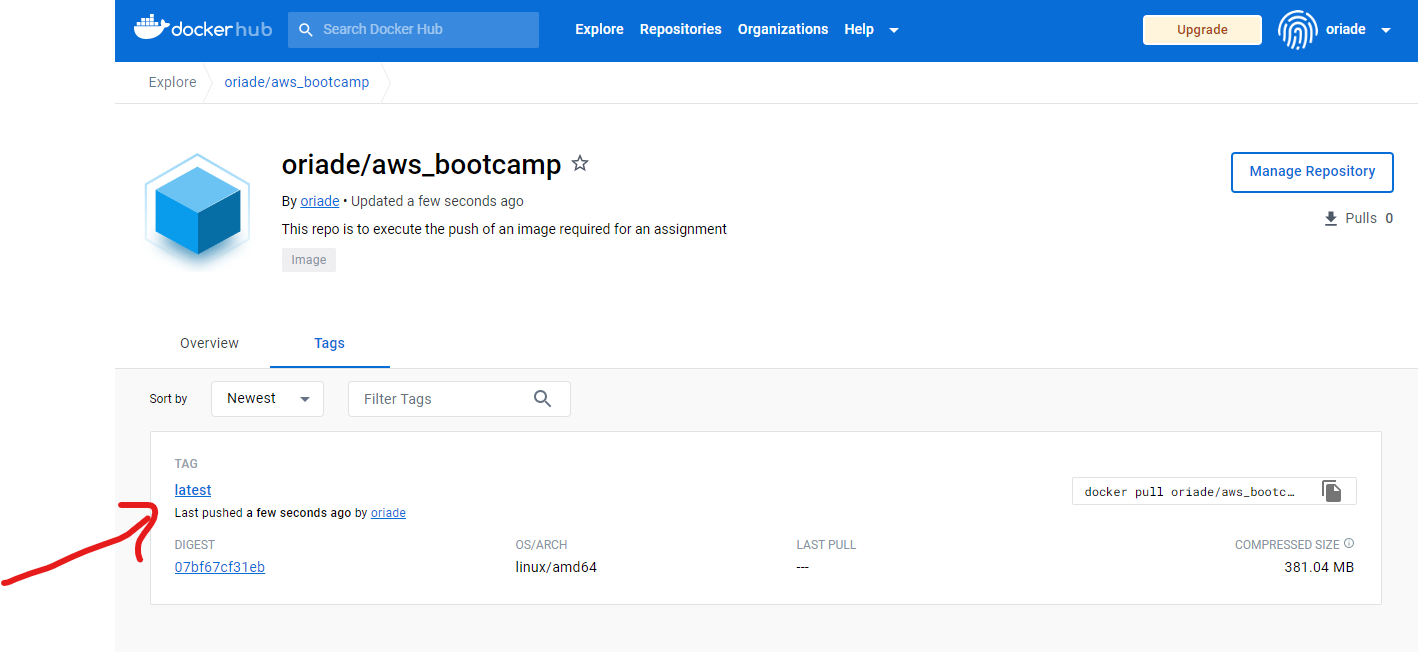 dockerhub Search Docker Hub Explore Repositories Organizations Help Upgrade oriade
Explore oriade/aws_bootcamp
oriade/aws_bootcamp
Manage Repository
By oriade • Updated a few seconds ago
Pulls 0
This repo is to execute the push of an image required for an assignment
Image
Overview Tags
Sort by Newest Filter Tags
TAG
latest
docker pull oriade/aws_bootc…
Last pushed a few seconds ago by oriade
DIGEST OS/ARCH LAST PULL COMPRESSED SIZE
07bf67cf31eb linux/amd64 --- 381.04 MB